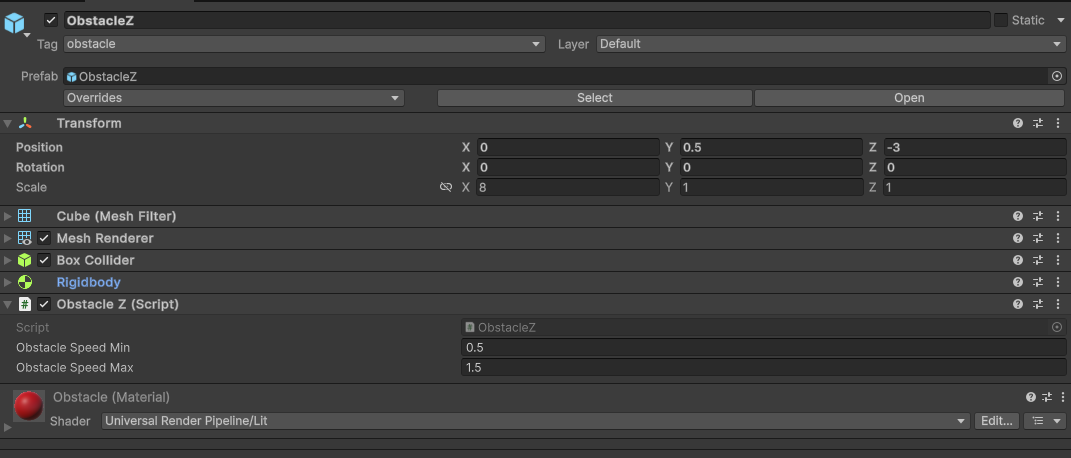 ObstacleZ Static
Tag obstacle Layer Default
Prefab ObstacleZ
Overrides Select Open
Transform
Position X 0 Y 0.5 Z -3
Rotation X 0 Y 0 Z 0
Scale X 8 Y 1 Z 1
Cube (Mesh Filter)
Mesh Renderer
Box Collider
Rigidbody
# Obstacle Z (Script)
Script ObstacleZ
Obstacle Speed Min 0.5
Obstacle Speed Max 1.5
Obstacle (Material)
Shader Universal Render Pipeline/Lit Edit...